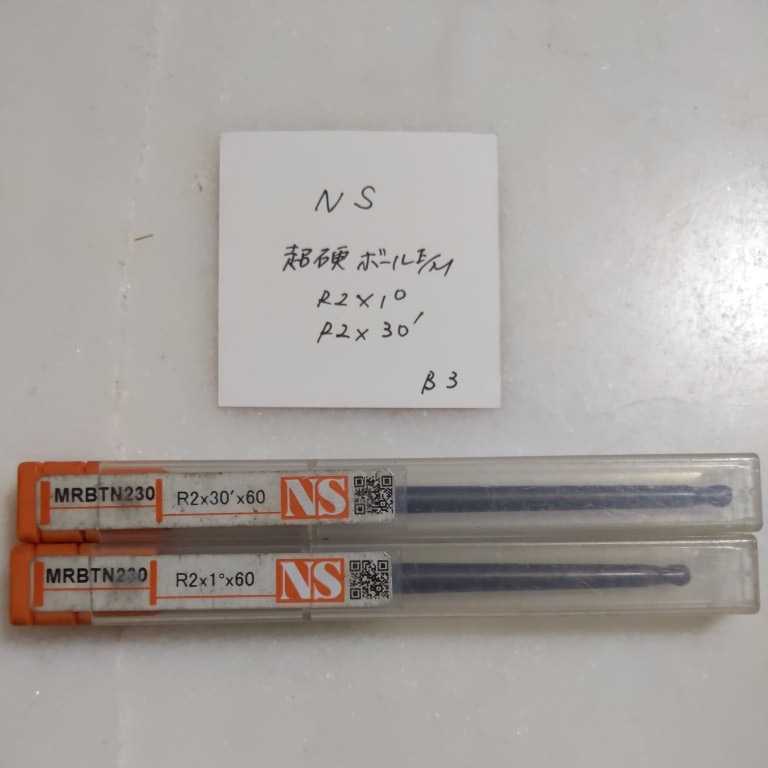 NS
超硬 ボールE/M
R2×1°
R2×30′
B3
MRBTN230 R2×30′×60 NS
MRBTN230 R2×1°×60 NS